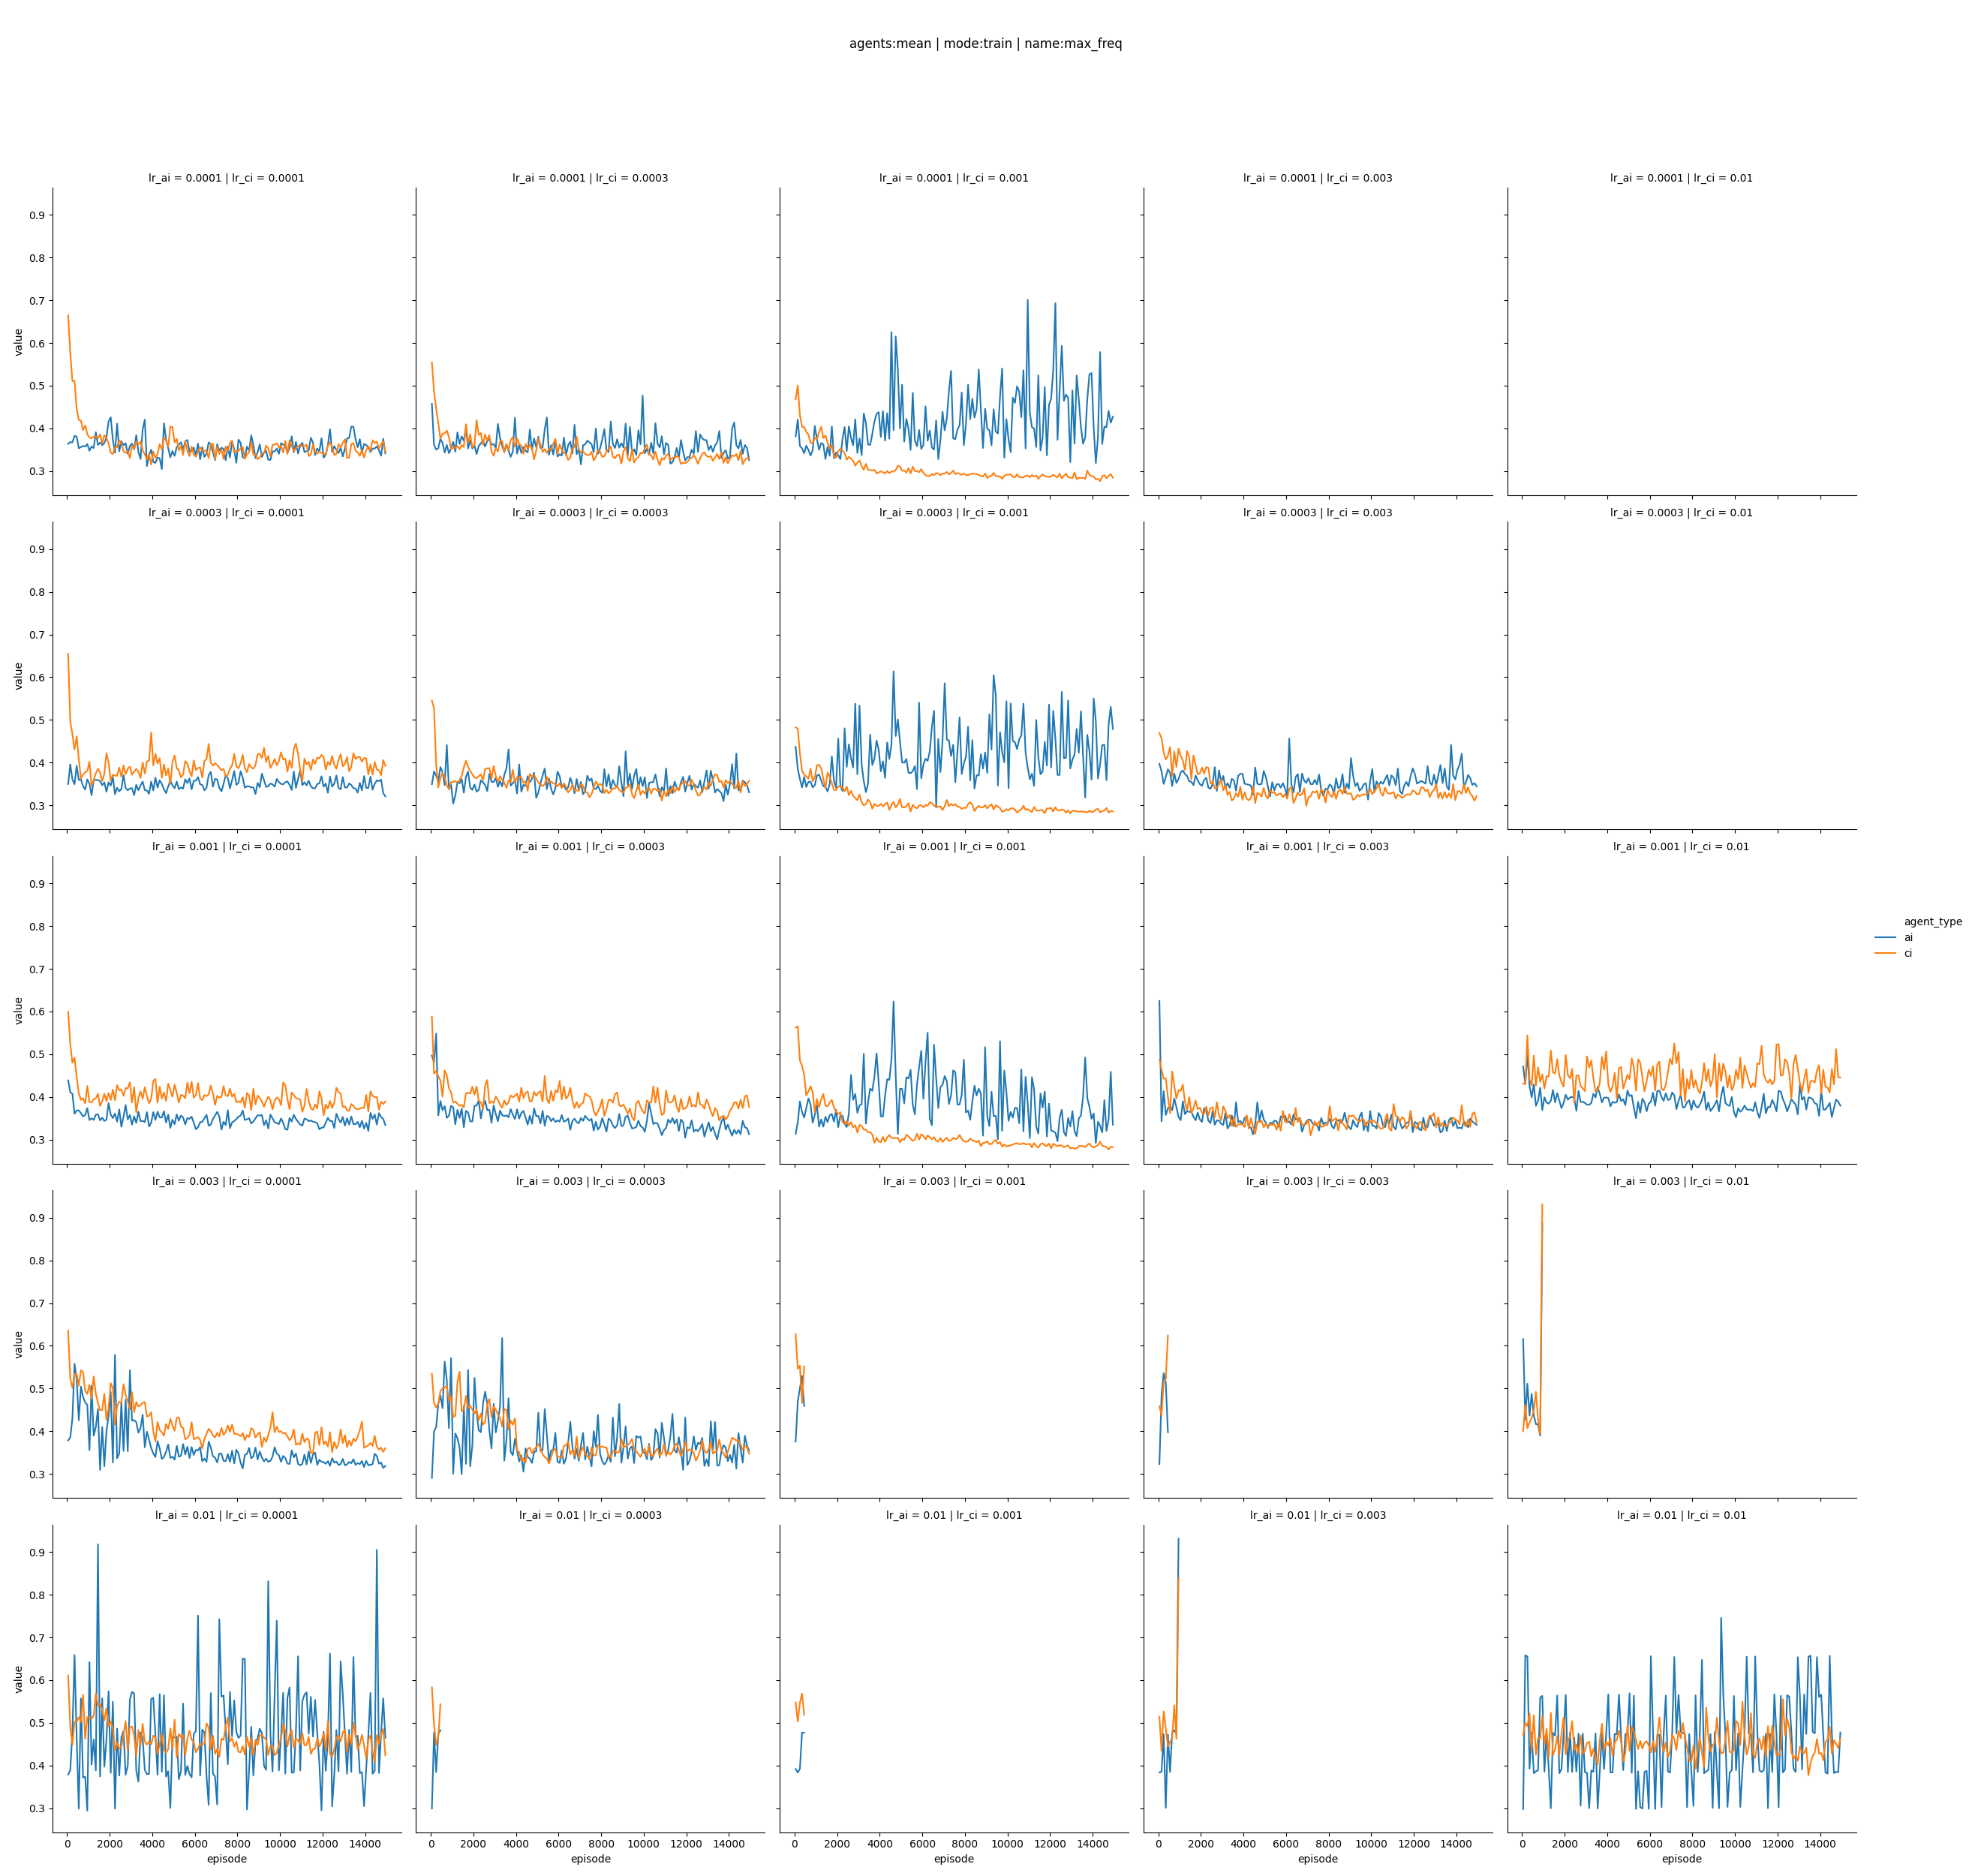 agents:mean | mode:train | name:max_freq
lr_ai = 0.0001 | lr_ci = 0.0001
lr_ai = 0.0001 | lr_ci = 0.0003
lr_ai = 0.0001 | lr_ci = 0.001
lr_ai = 0.0001 | lr_ci = 0.003
lr_ai = 0.0001 | lr_ci = 0.01
0.9
0.8
0.7
0.6
0.5
0.4
0.3
value
lr_ai = 0.0003 | lr_ci = 0.0001
lr_ai = 0.0003 | lr_ci = 0.0003
lr_ai = 0.0003 | lr_ci = 0.001
lr_ai = 0.0003 | lr_ci = 0.003
lr_ai = 0.0003 | lr_ci = 0.01
0.9
0.8
0.7
0.6
0.5
0.4
0.3
value
lr_ai = 0.001 | lr_ci = 0.0001
lr_ai = 0.001 | lr_ci = 0.0003
lr_ai = 0.001 | lr_ci = 0.001
lr_ai = 0.001 | lr_ci = 0.003
lr_ai = 0.001 | lr_ci = 0.01
0.9
0.8
0.7
0.6
0.5
0.4
0.3
value
agent_type
ai
ci
lr_ai = 0.003 | lr_ci = 0.0001
lr_ai = 0.003 | lr_ci = 0.0003
lr_ai = 0.003 | lr_ci = 0.001
lr_ai = 0.003 | lr_ci = 0.003
lr_ai = 0.003 | lr_ci = 0.01
0.9
0.8
0.7
0.6
0.5
0.4
0.3
value
lr_ai = 0.01 | lr_ci = 0.0001
lr_ai = 0.01 | lr_ci = 0.0003
lr_ai = 0.01 | lr_ci = 0.001
lr_ai = 0.01 | lr_ci = 0.003
lr_ai = 0.01 | lr_ci = 0.01
0.9
0.8
0.7
0.6
0.5
0.4
0.3
value
0 2000 4000 6000 8000 10000 12000 14000
0 2000 4000 6000 8000 10000 12000 14000
0 2000 4000 6000 8000 10000 12000 14000
0 2000 4000 6000 8000 10000 12000 14000
0 2000 4000 6000 8000 10000 12000 14000
episode
episode
episode
episode
episode